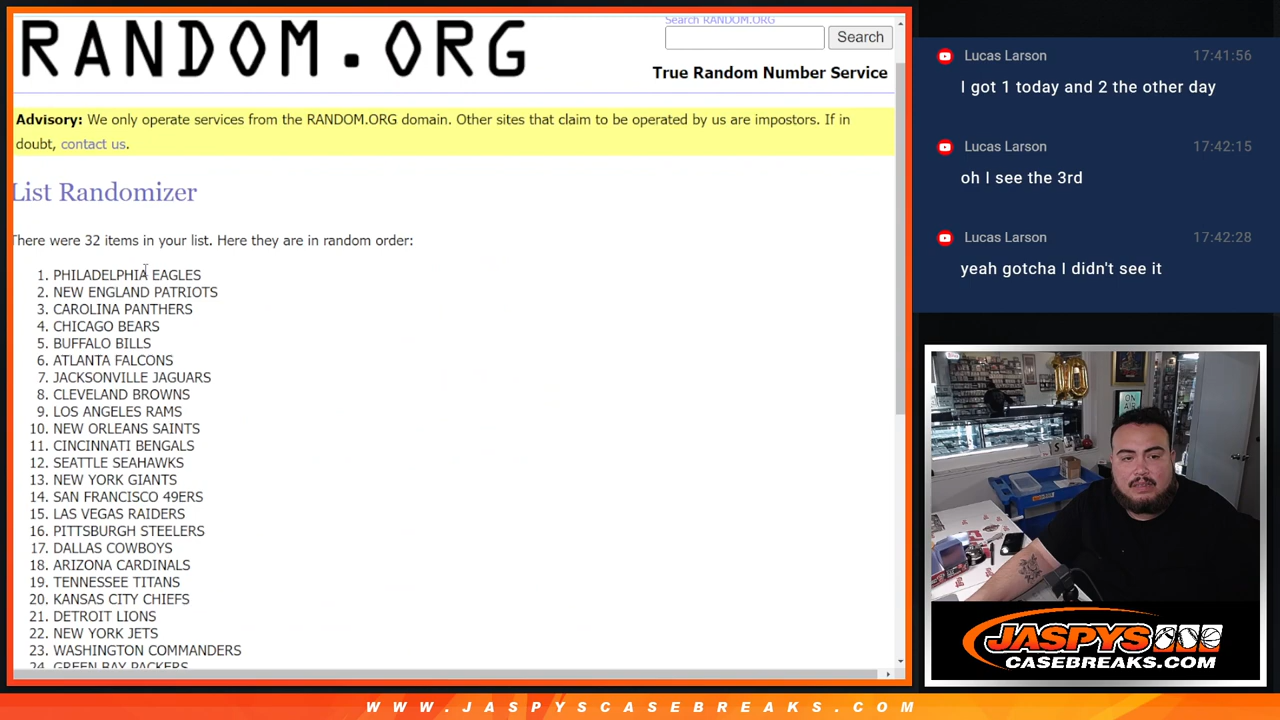 RANDOM.ORG
Search RANDOM.ORG
Search
True Random Number Service
Advisory: We only operate services from the RANDOM.ORG domain. Other sites that claim to be operated by us are impostors. If in
doubt, contact us.
List Randomizer
There were 32 items in your list. Here they are in random order:
1. PHILADELPHIA EAGLES
2. NEW ENGLAND PATRIOTS
3. CAROLINA PANTHERS
4. CHICAGO BEARS
5. BUFFALO BILLS
6. ATLANTA FALCONS
7. JACKSONVILLE JAGUARS
8. CLEVELAND BROWNS
9. LOS ANGELES RAMS
10. NEW ORLEANS SAINTS
11. CINCINNATI BENGALS
12. SEATTLE SEAHAWKS
13. NEW YORK GIANTS
14. SAN FRANCISCO 49ERS
15. LAS VEGAS RAIDERS
16. PITTSBURGH STEELERS
17. DALLAS COWBOYS
18. ARIZONA CARDINALS
19. TENNESSEE TITANS
20. KANSAS CITY CHIEFS
21. DETROIT LIONS
22. NEW YORK JETS
23. WASHINGTON COMMANDERS
24. GREEN BAY PACKERS
Lucas Larson 17:41:56
I got 1 today and 2 the other day
Lucas Larson 17:42:15
oh I see the 3rd
Lucas Larson 17:42:28
yeah gotcha I didn't see it
10
ON
AIR
JASPYS
CASEBREAKS.COM
WWW.JASPYSCASEBREAKS.COM